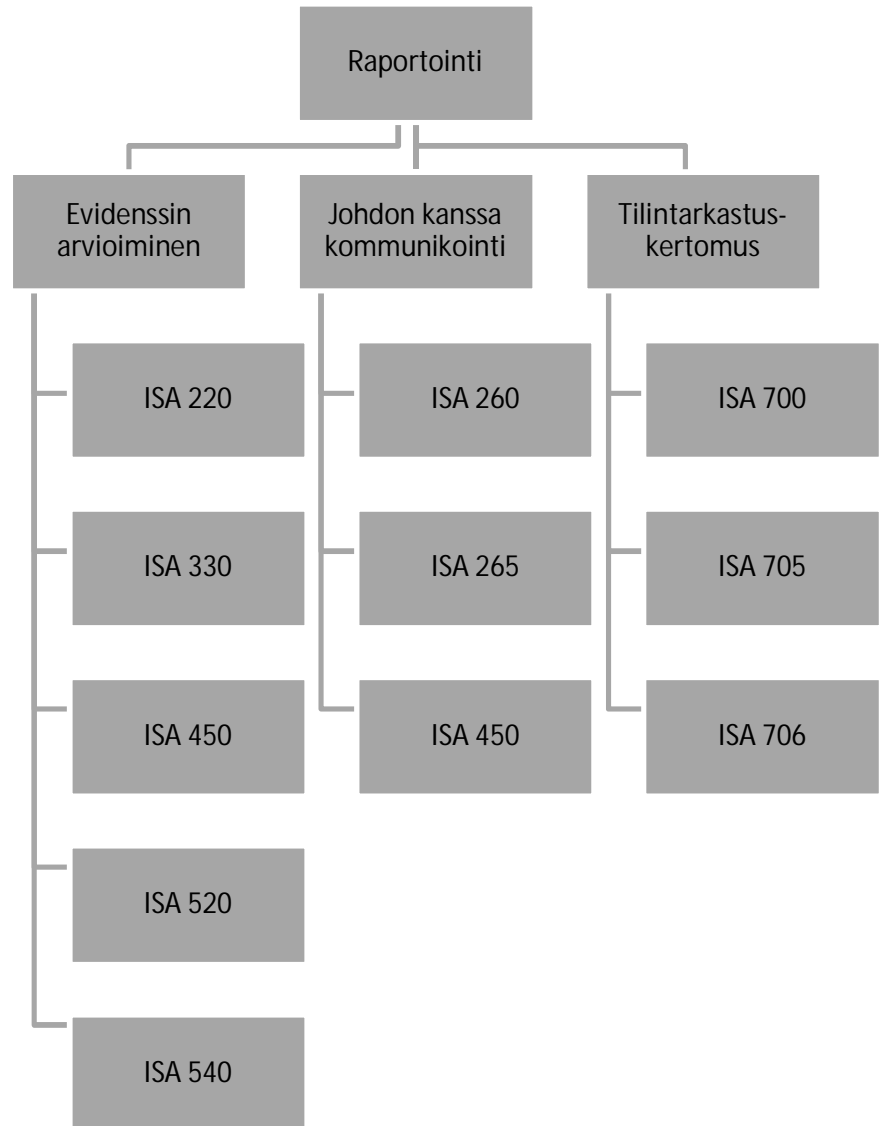 Raportointi
Evidenssin
arvioiminen
Johdon kanssa
kommunikointi
Tilintarkastus-
kertomus
ISA 220
ISA 330
ISA 450
ISA 520
ISA 540
ISA 260
ISA 265
ISA 450
ISA 700
ISA 705
ISA 706